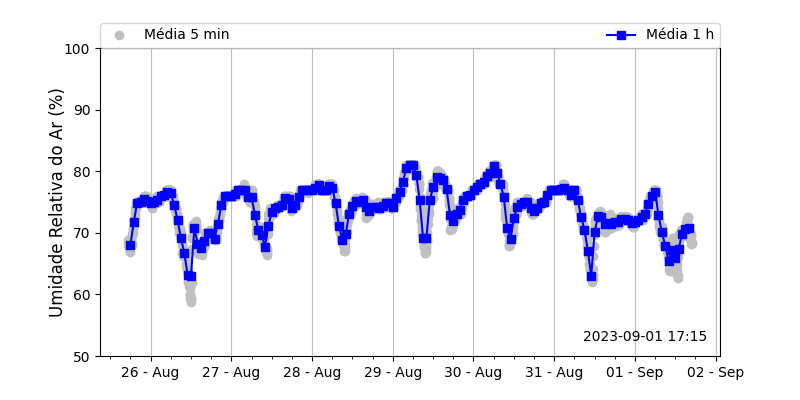 Média 5 min
Média 1 h
100
90
80
70
60
50
Umidade Relativa do Ar (%)
2023-09-01 17:15
26 - Aug
27 - Aug
28 - Aug
29 - Aug
30 - Aug
31 - Aug
01 - Sep
02 - Sep